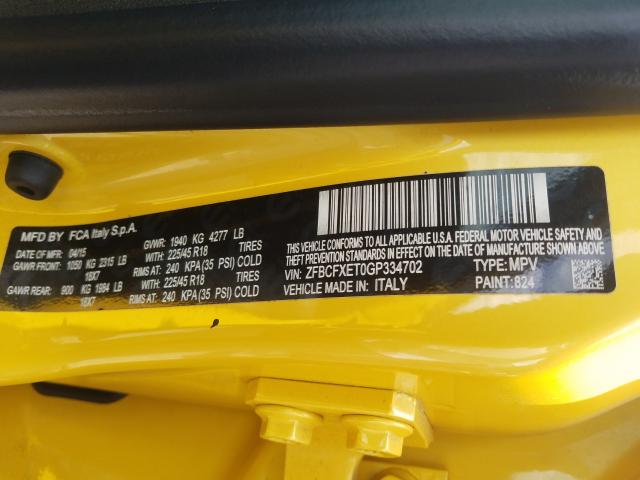 MFD BY FCA Italy S.p.A.
DATE OF MFR: 04/15 GVWR: 1940 KG 4277 LB
GAWR FRONT: 1050 KG 2315 LB WITH 225/45 R18 TIRES
18X7 RIMS AT: 240 KPA(35 PSI) COLD
GAWR REAR: 900 KG 1984 LB WITH 225/45 R18 TIRES
18X7 RIMS AT: 240 KPA (35 PSI) COLD
THIS VEHICLE CONFORMS TO ALL APPLICABLE U.S.A. FEDERAL MOTOR VEHICLE SAFETY AND
THEFT PREVENTION STANDARDS IN EFFECT ON THE DATE OF MANUFACTURE SHOWN ABOVE.
VIN: ZFBCFXET0GP334702 TYPE: MPV
VEHICLE MADE IN: ITALY PAINT: 824